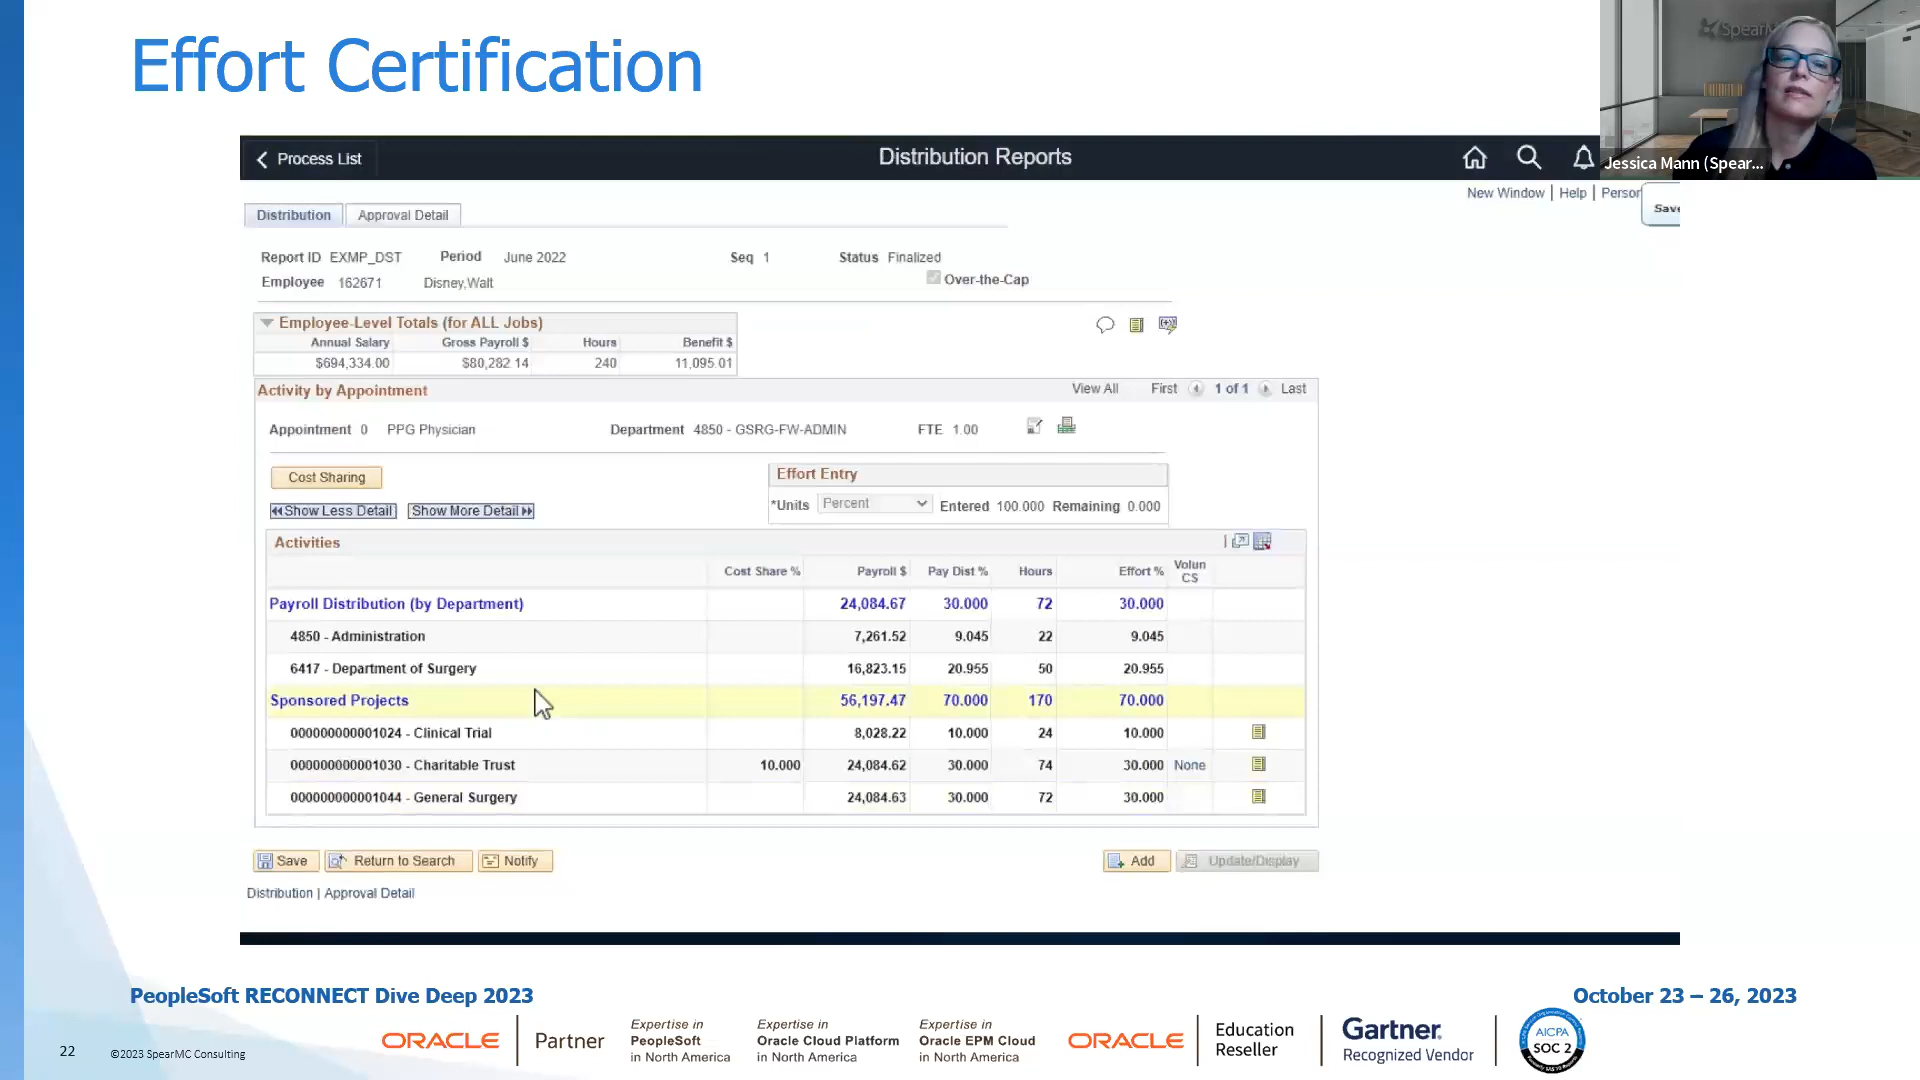 Effort Certification
Spear
Jessica Mann (Spear...
Process List
Distribution Reports
New Window | Help | Person
Save
Distribution
Approval Detail
Report ID EXMP_DST Period June 2022 Seq 1 Status Finalized
Employee 162671 Disney,Walt Over-the-Cap
Employee-Level Totals (for ALL Jobs)
Annual Salary Gross Payroll $ Hours Benefit $
$694,334.00 $80,282.14 240 11,095.01
Activity by Appointment View All First 1 of 1 Last
Appointment 0 PPG Physician Department 4850 - GSRG-FW-ADMIN FTE 1.00
Cost Sharing
Effort Entry
*Units Percent Entered 100.000 Remaining 0.000
Show Less Detail Show More Detail
Activities
Cost Share % Payroll $ Pay Dist % Hours Effort % Volun
CS
Payroll Distribution (by Department) 24,084.67 30.000 72 30.000
4850 - Administration 7,261.52 9.045 22 9.045
6417 - Department of Surgery 16,823.15 20.955 50 20.955
Sponsored Projects 56,197.47 70.000 170 70.000
000000000001024 - Clinical Trial 8,028.22 10.000 24 10.000
000000000001030 - Charitable Trust 10.000 24,084.62 30.000 74 30.000 None
000000000001044 - General Surgery 24,084.63 30.000 72 30.000
Save Return to Search Notify Add Update/Display
Distribution | Approval Detail
PeopleSoft RECONNECT Dive Deep 2023
October 23 – 26, 2023
22
©2023 SpearMC Consulting
ORACLE
Partner
Expertise in
PeopleSoft
in North America
Expertise in
Oracle Cloud Platform
in North America
Expertise in
Oracle EPM Cloud
in North America
ORACLE
Education
Reseller
Gartner
Recognized Vendor
AICPA
SOC 2